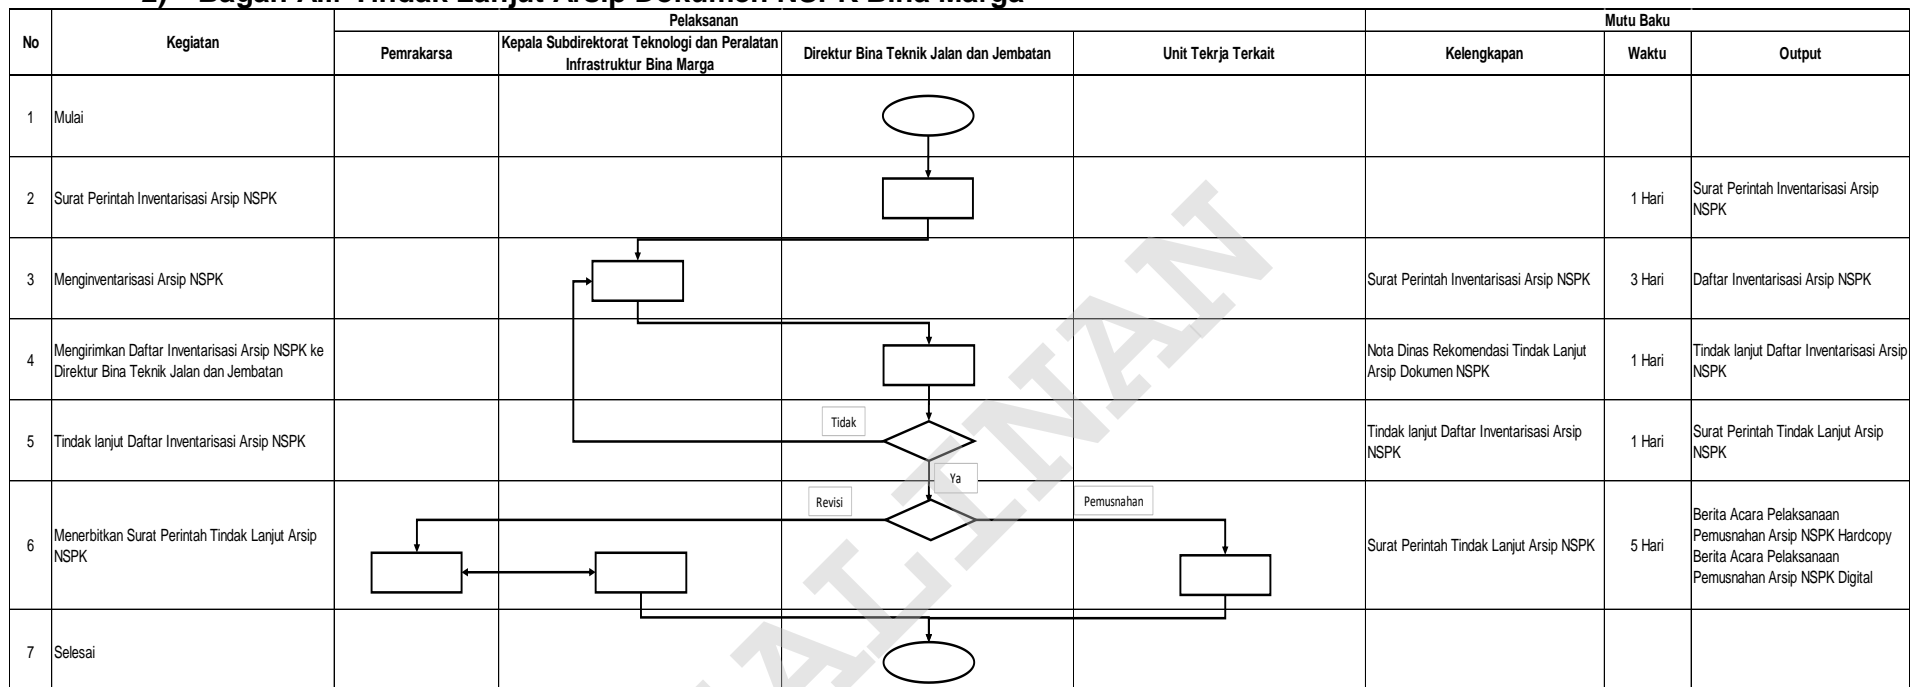 2) Bagan Alir Tindak Lanjut Arsip Dokumen NSPK Bina Marga
No
Kegiatan
Pelaksanan
Mutu Baku
Pemrakarsa
Kepala Subdirektorat Teknologi dan Peralatan
Infrastruktur Bina Marga
Direktur Bina Teknik Jalan dan Jembatan
Unit Tekrja Terkait
Kelengkapan
Waktu
Output
1
Mulai
2
Surat Perintah Inventarisasi Arsip NSPK
1 Hari
Surat Perintah Inventarisasi Arsip
NSPK
3
Menginventarisasi Arsip NSPK
Surat Perintah Inventarisasi Arsip NSPK
3 Hari
Daftar Inventarisasi Arsip NSPK
4
Mengirimkan Daftar Inventarisasi Arsip NSPK ke
Direktur Bina Teknik Jalan dan Jembatan
Nota Dinas Rekomendasi Tindak Lanjut
Arsip Dokumen NSPK
1 Hari
Tindak lanjut Daftar Inventarisasi Arsip
NSPK
5
Tindak lanjut Daftar Inventarisasi Arsip NSPK
Tidak
Ya
Tindak lanjut Daftar Inventarisasi Arsip
NSPK
1 Hari
Surat Perintah Tindak Lanjut Arsip
NSPK
6
Menerbitkan Surat Perintah Tindak Lanjut Arsip
NSPK
Revisi
Pemusnahan
Surat Perintah Tindak Lanjut Arsip NSPK
5 Hari
Berita Acara Pelaksanaan
Pemusnahan Arsip NSPK Hardcopy
Berita Acara Pelaksanaan
Pemusnahan Arsip NSPK Digital
7
Selesai
ALINAN